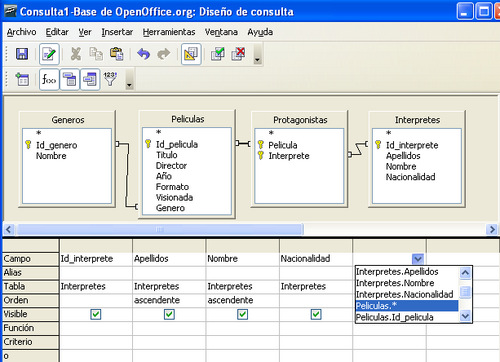 Consulta1-Base de OpenOffice.org: Diseño de consulta
Archivo Editar Ver Insertar Herramientas Ventana Ayuda
f(x) 123
Generos
*
Id_genero
Nombre
Peliculas
*
Id_pelicula
Titulo
Director
Año
Formato
Visionada
Genero
Protagonistas
*
Pelicula
Interprete
Interpretes
*
Id_interprete
Apellidos
Nombre
Nacionalidad
Campo Id_interprete Apellidos Nombre Nacionalidad
Alias
Tabla Interpretes Interpretes Interpretes Interpretes
Orden ascendente ascendente
Visible
Función
Criterio
o
Interpretes.Apellidos
Interpretes.Nombre
Interpretes.Nacionalidad
Peliculas.*
Peliculas.Id_pelicula